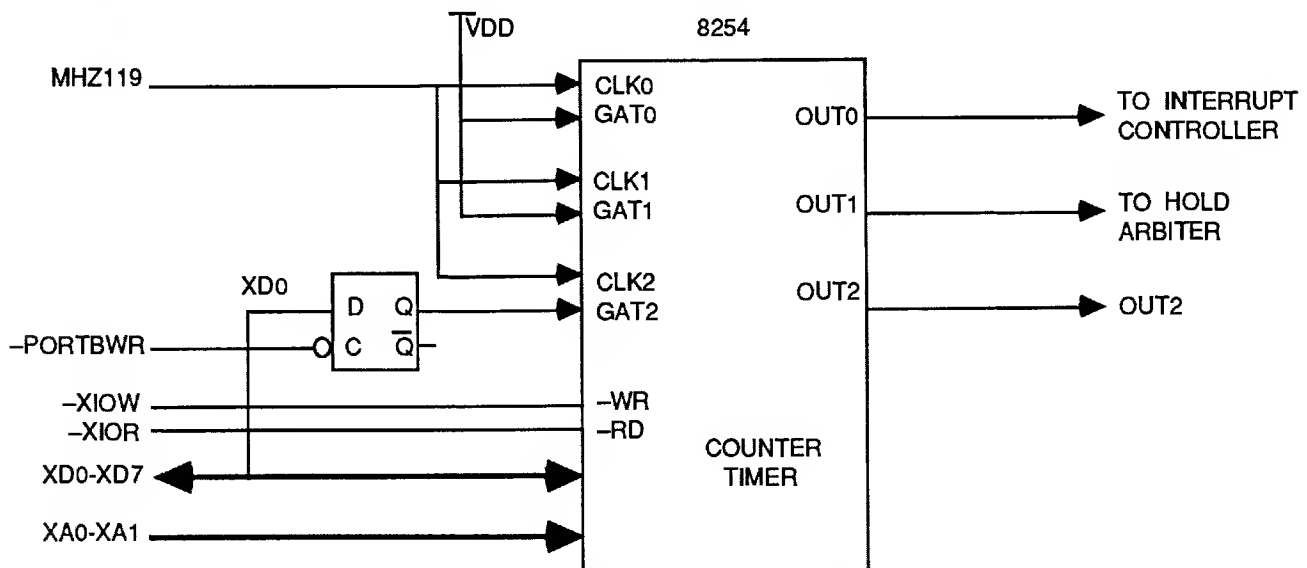 VDD
8254
MHZ119
CLK0
GAT0
OUT0
TO INTERRUPT
CONTROLLER
CLK1
GAT1
OUT1
TO HOLD
ARBITER
XD0
CLK2
GAT2
OUT2
OUT2
D Q
C Q̅
–PORTBWR
–XIOW
–WR
–XIOR
–RD
XD0-XD7
COUNTER
TIMER
XA0-XA1